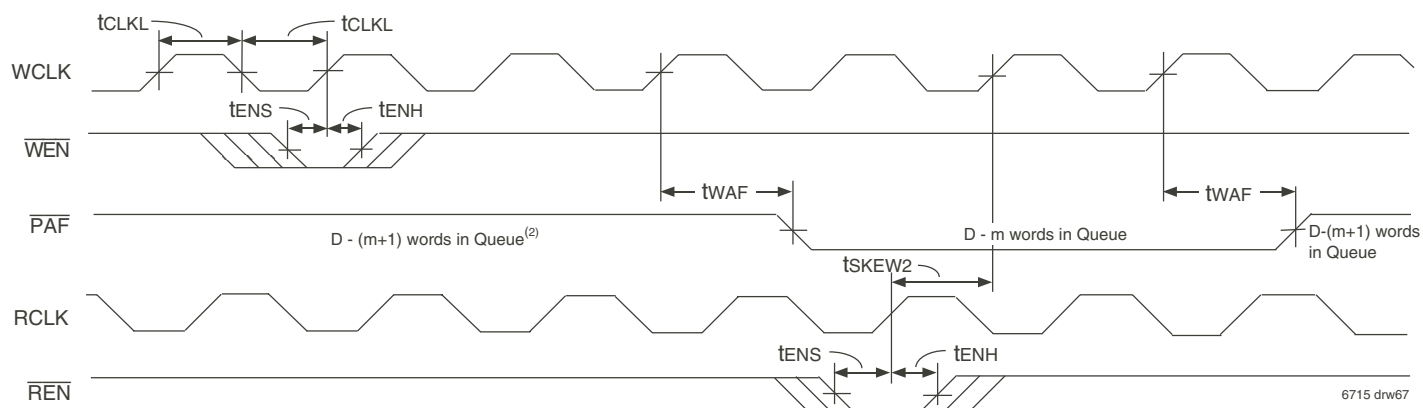 tCLKL tCLKL
WCLK
tENS tENH
WEN
tWAF tWAF
PAF
D - (m+1) words in Queue(2) D - m words in Queue D-(m+1) words
in Queue
tSKEW2
RCLK
tENS tENH
REN
6715 drw67